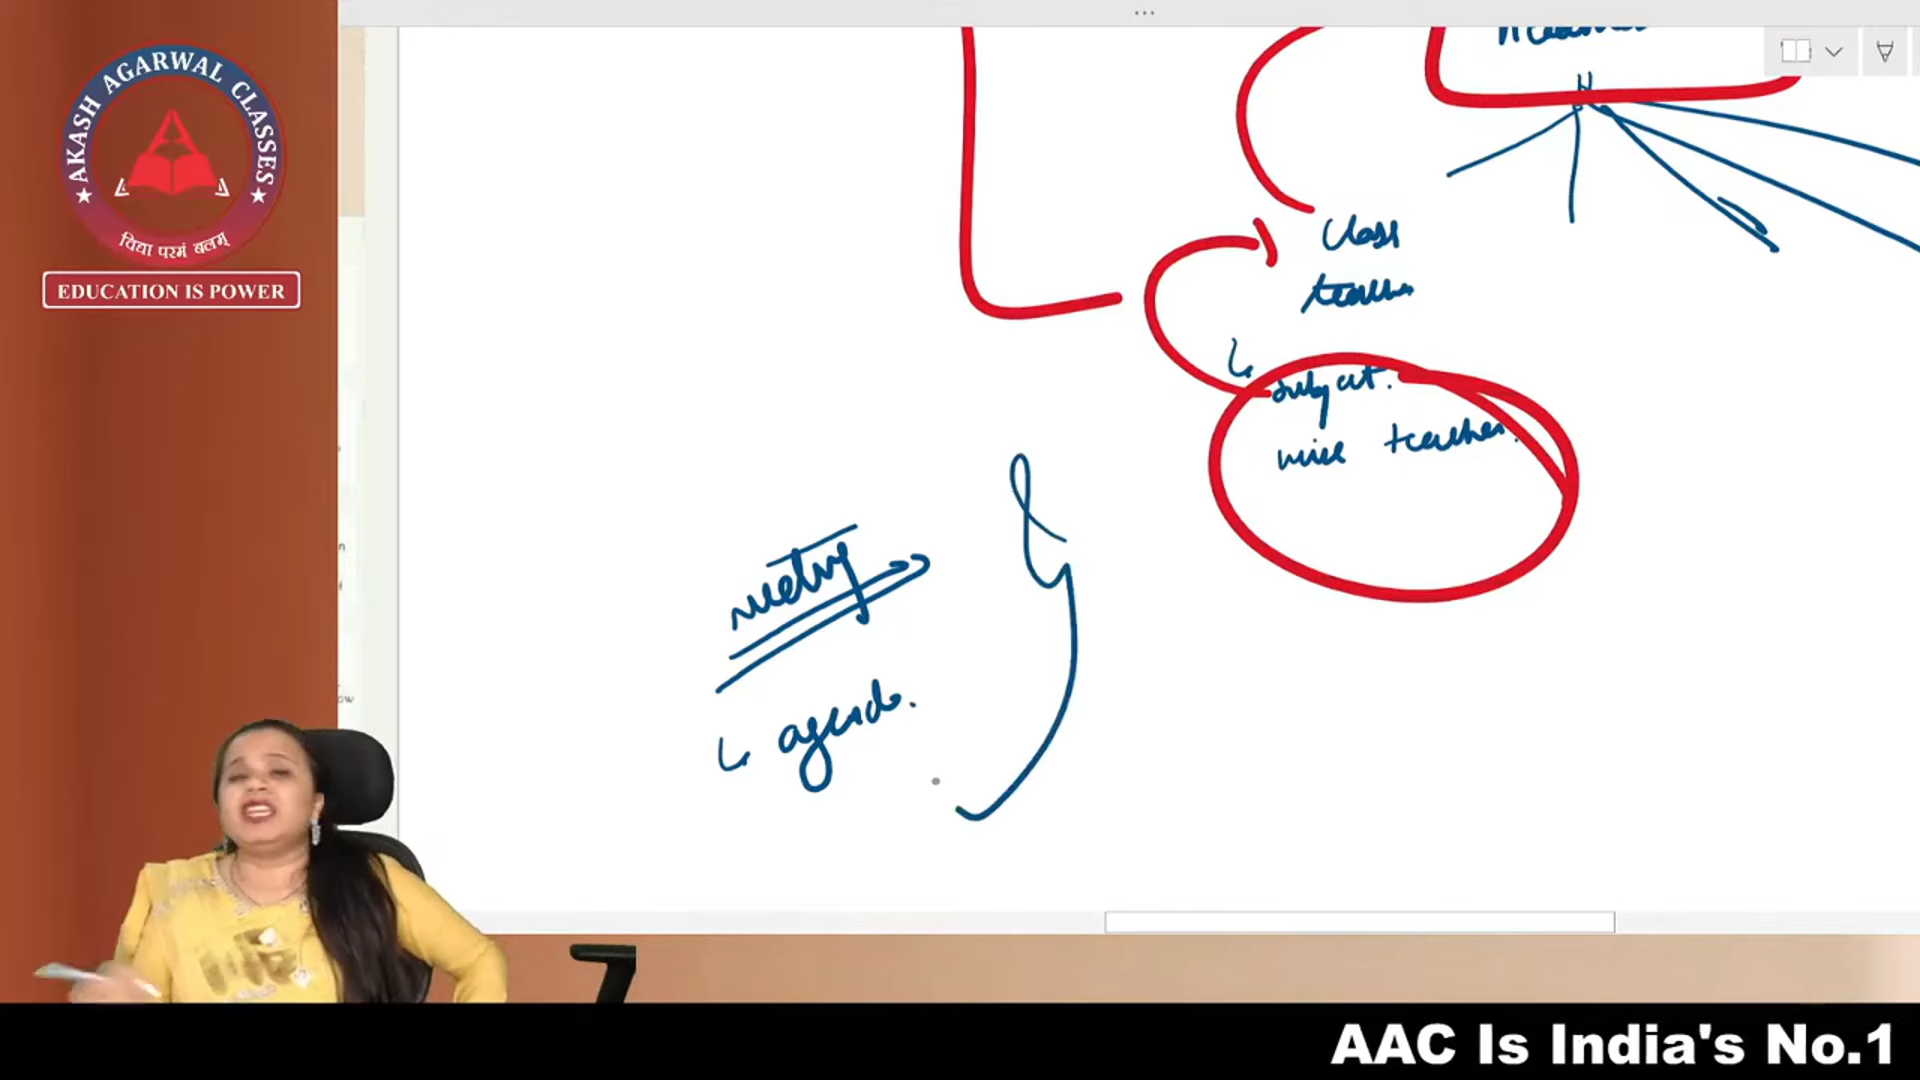 AKASH AGARWAL CLASSES
विद्या परमं बलम्
EDUCATION IS POWER
Class
teacher
↳ subject.
wise teacher.
meeting
↳ agenda.
AAC Is India's No.1